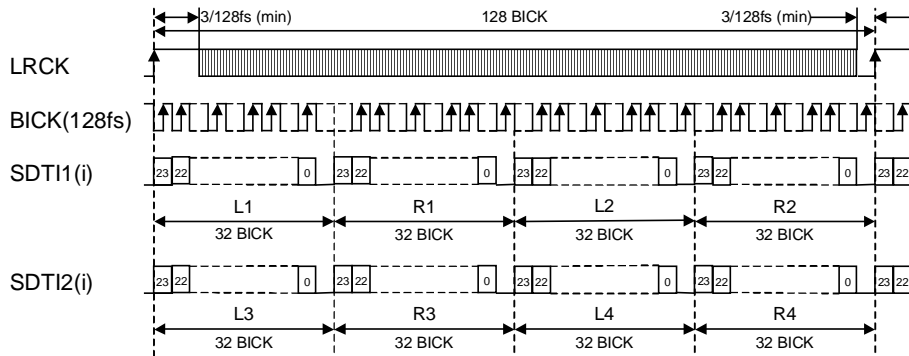 3/128fs (min) 128 BICK 3/128fs (min)
LRCK
BICK(128fs)
SDTI1(i) 23 22 0 23 22 0 23 22 0 23 22 0 23 22
L1 R1 L2 R2
32 BICK 32 BICK 32 BICK 32 BICK
SDTI2(i) 23 22 0 23 22 0 23 22 0 23 22 0 23 22
L3 R3 L4 R4
32 BICK 32 BICK 32 BICK 32 BICK